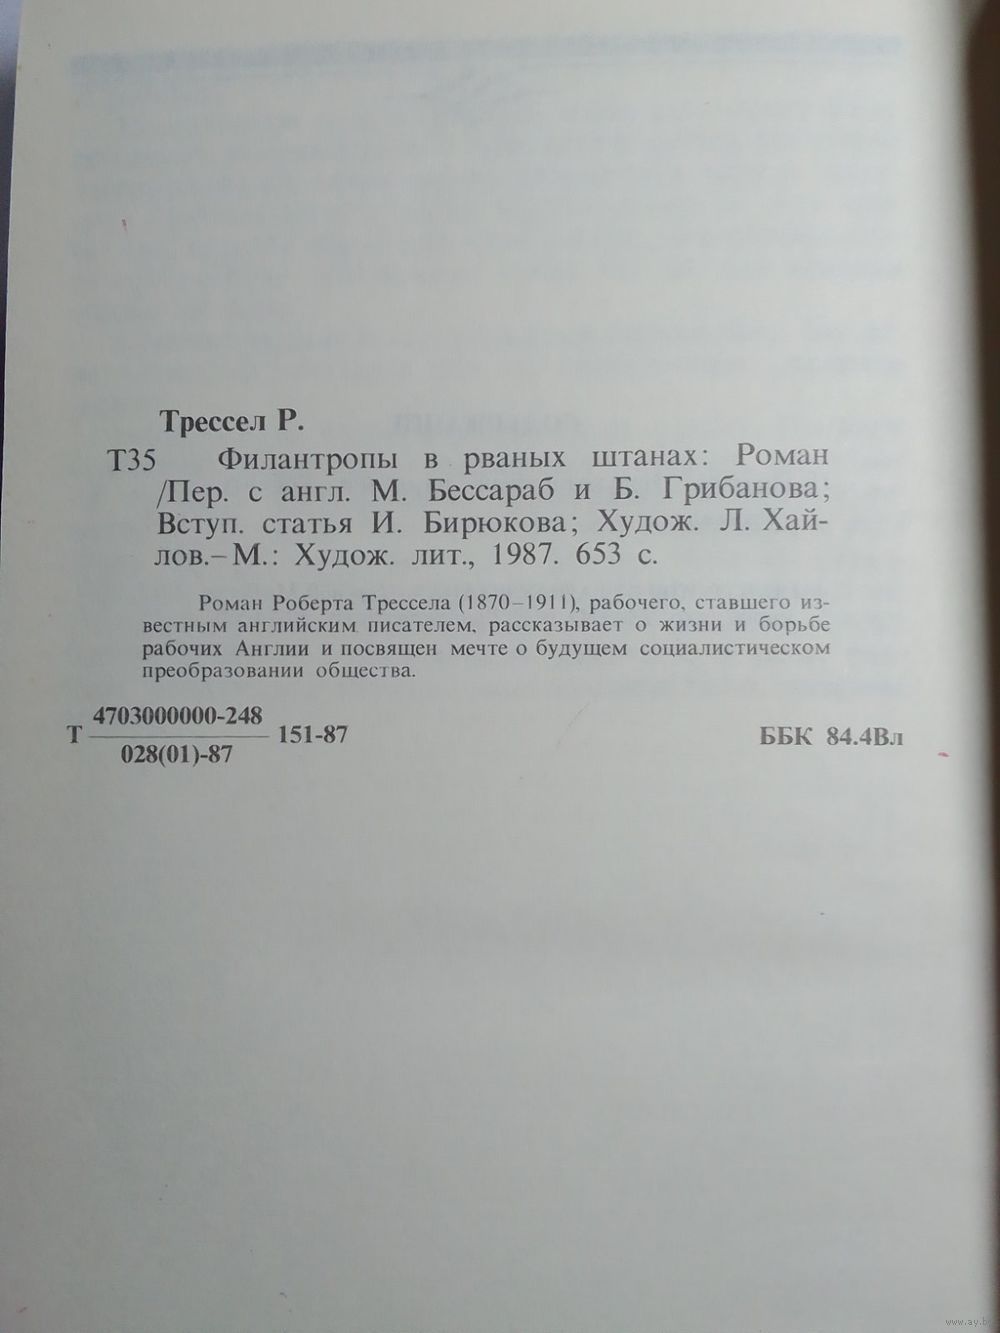 Трессел Р.
Т35 Филантропы в рваных штанах: Роман
/Пер. с англ. М. Бессараб и Б. Грибанова;
Вступ. статья И. Бирюкова; Худож. Л. Хай-
лов.–М.: Худож. лит., 1987. 653 с.
Роман Роберта Трессела (1870–1911), рабочего, ставшего из-
вестным английским писателем, рассказывает о жизни и борьбе
рабочих Англии и посвящен мечте о будущем социалистическом
преобразовании общества.
4703000000-248
Т 151-87 ББК 84.4Вл
028(01)-87